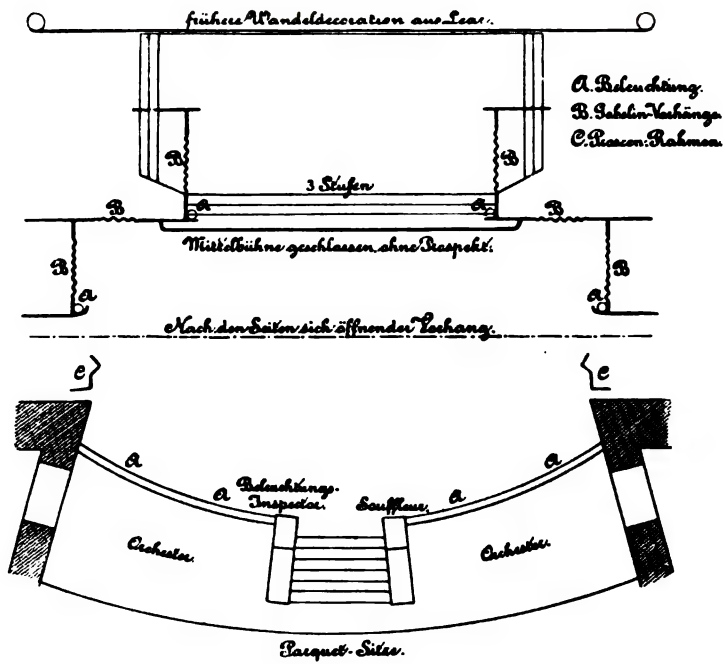 frühere Wandeldecoration aus Lear.
A. Beleuchtung.
B. Gobelin-Vorhänge.
C. Proscen.-Rahmen.
B
B
3 Stufen
B
A
A
B
Mittelbühne geschlossen, ohne Prospekt.
B
B
A
A
Nach den Seiten sich öffnender Vorhang.
C
C
A
A
A
Beleuchtungs-
Inspector.
Souffleur.
A
Orchester.
Orchester.
Parquet-Sitze.